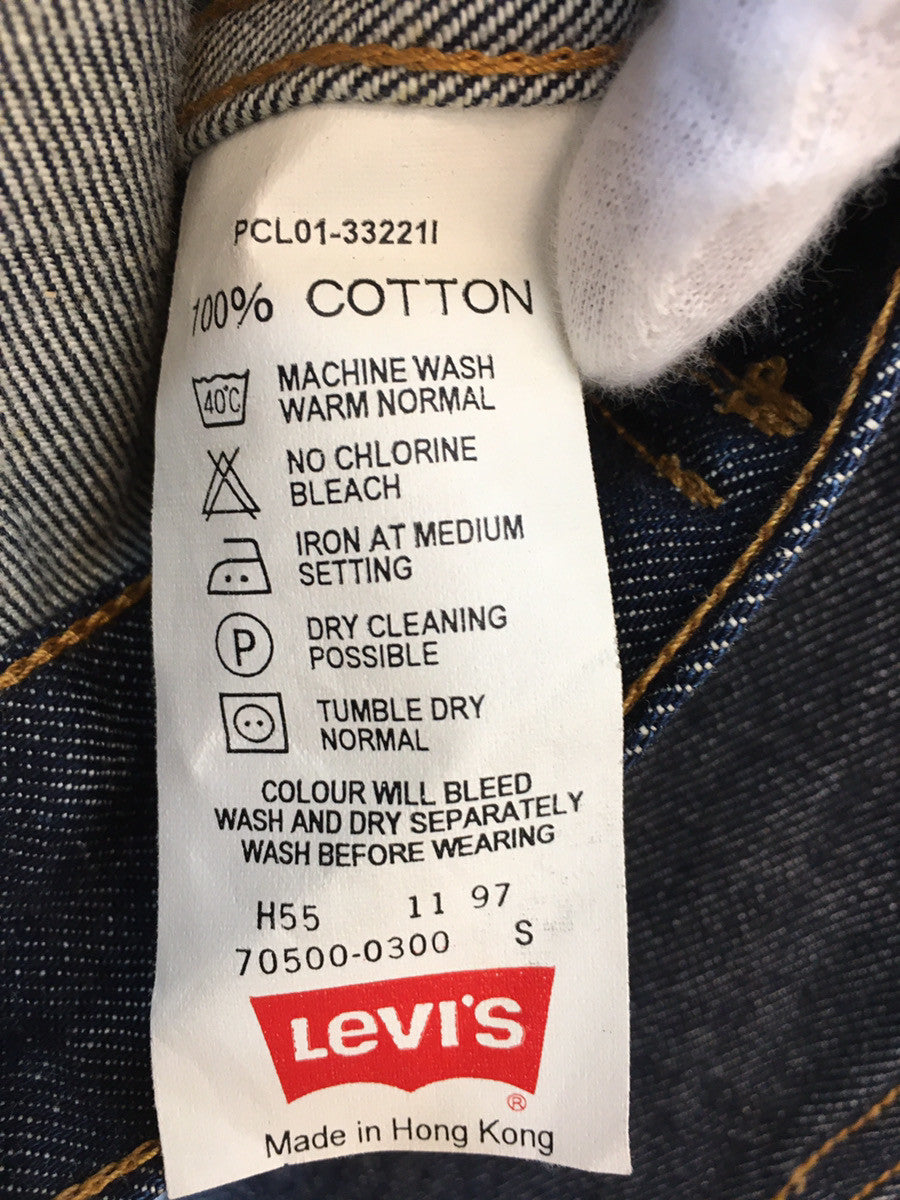 PCL01-33221I
100% COTTON
40°C MACHINE WASH
WARM NORMAL
NO CHLORINE
BLEACH
IRON AT MEDIUM
SETTING
P DRY CLEANING
POSSIBLE
TUMBLE DRY
NORMAL
COLOUR WILL BLEED
WASH AND DRY SEPARATELY
WASH BEFORE WEARING
H55 11 97
70500-0300 S
LEVI'S
®
Made in Hong Kong